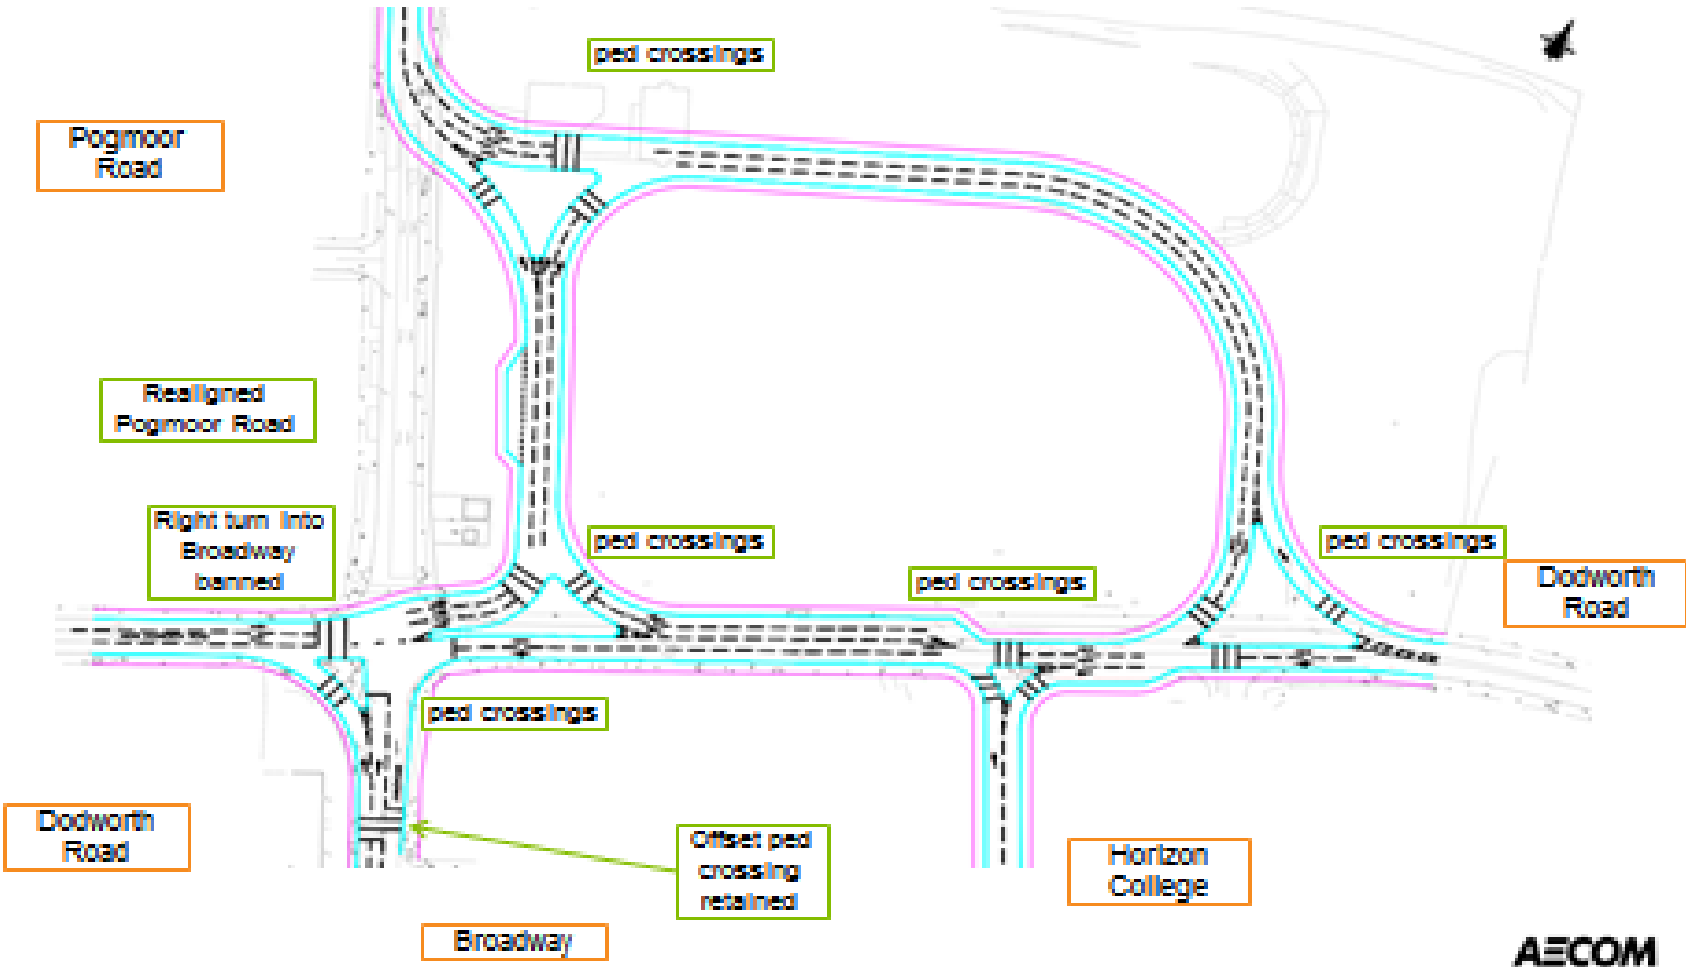 ped crossings
Pogmoor
Road
Realigned
Pogmoor Road
Right turn into
Broadway
banned
ped crossings
ped crossings
ped crossings
Dodworth
Road
ped crossings
Dodworth
Road
Offset ped
crossing
retained
Horizon
College
Broadway
AECOM